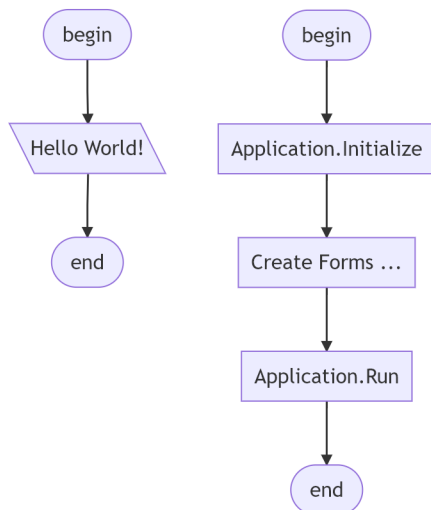 begin
Hello World!
end
begin
Application.Initialize
Create Forms ...
Application.Run
end